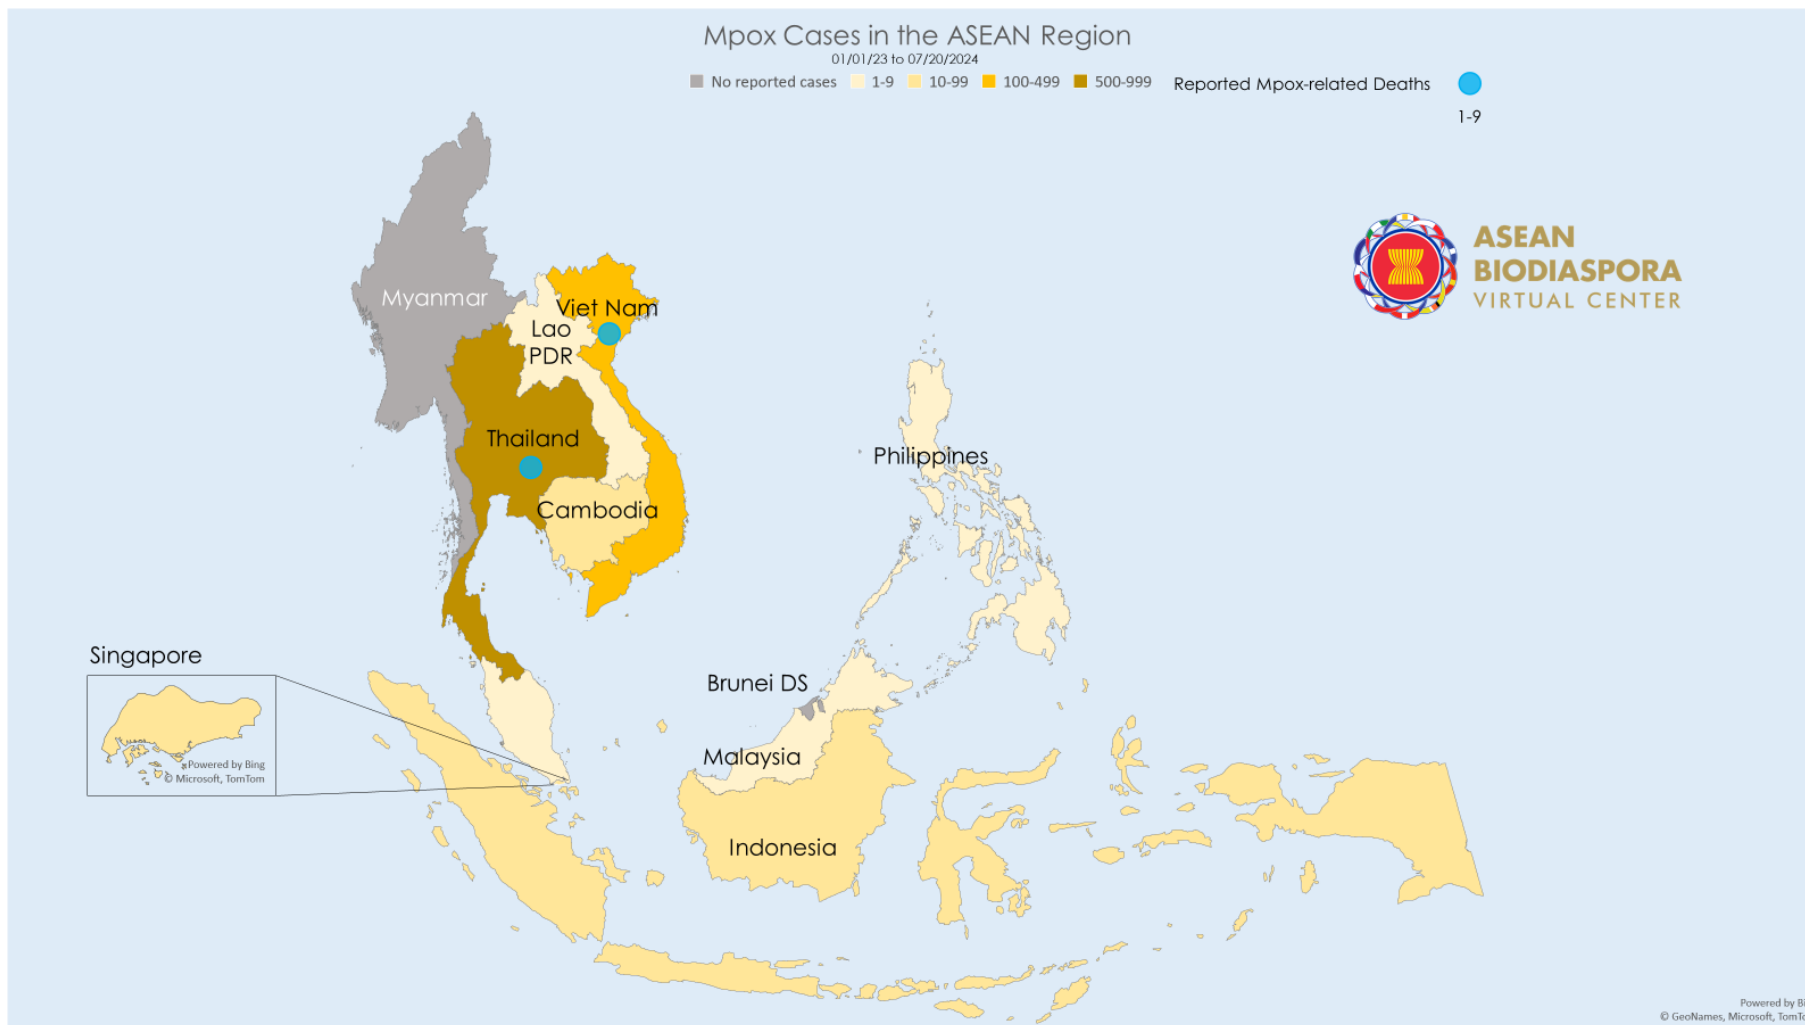 Mpox Cases in the ASEAN Region
01/01/23 to 07/20/2024
No reported cases 1-9 10-99 100-499 500-999 Reported Mpox-related Deaths
1-9
ASEAN
BIODIASPORA
VIRTUAL CENTER
Myanmar
Viet Nam
Lao
PDR
Thailand
Philippines
Cambodia
Singapore
Powered by Bing
© Microsoft, TomTom
Brunei DS
Malaysia
Indonesia
Powered by
© GeoNames, Microsoft,